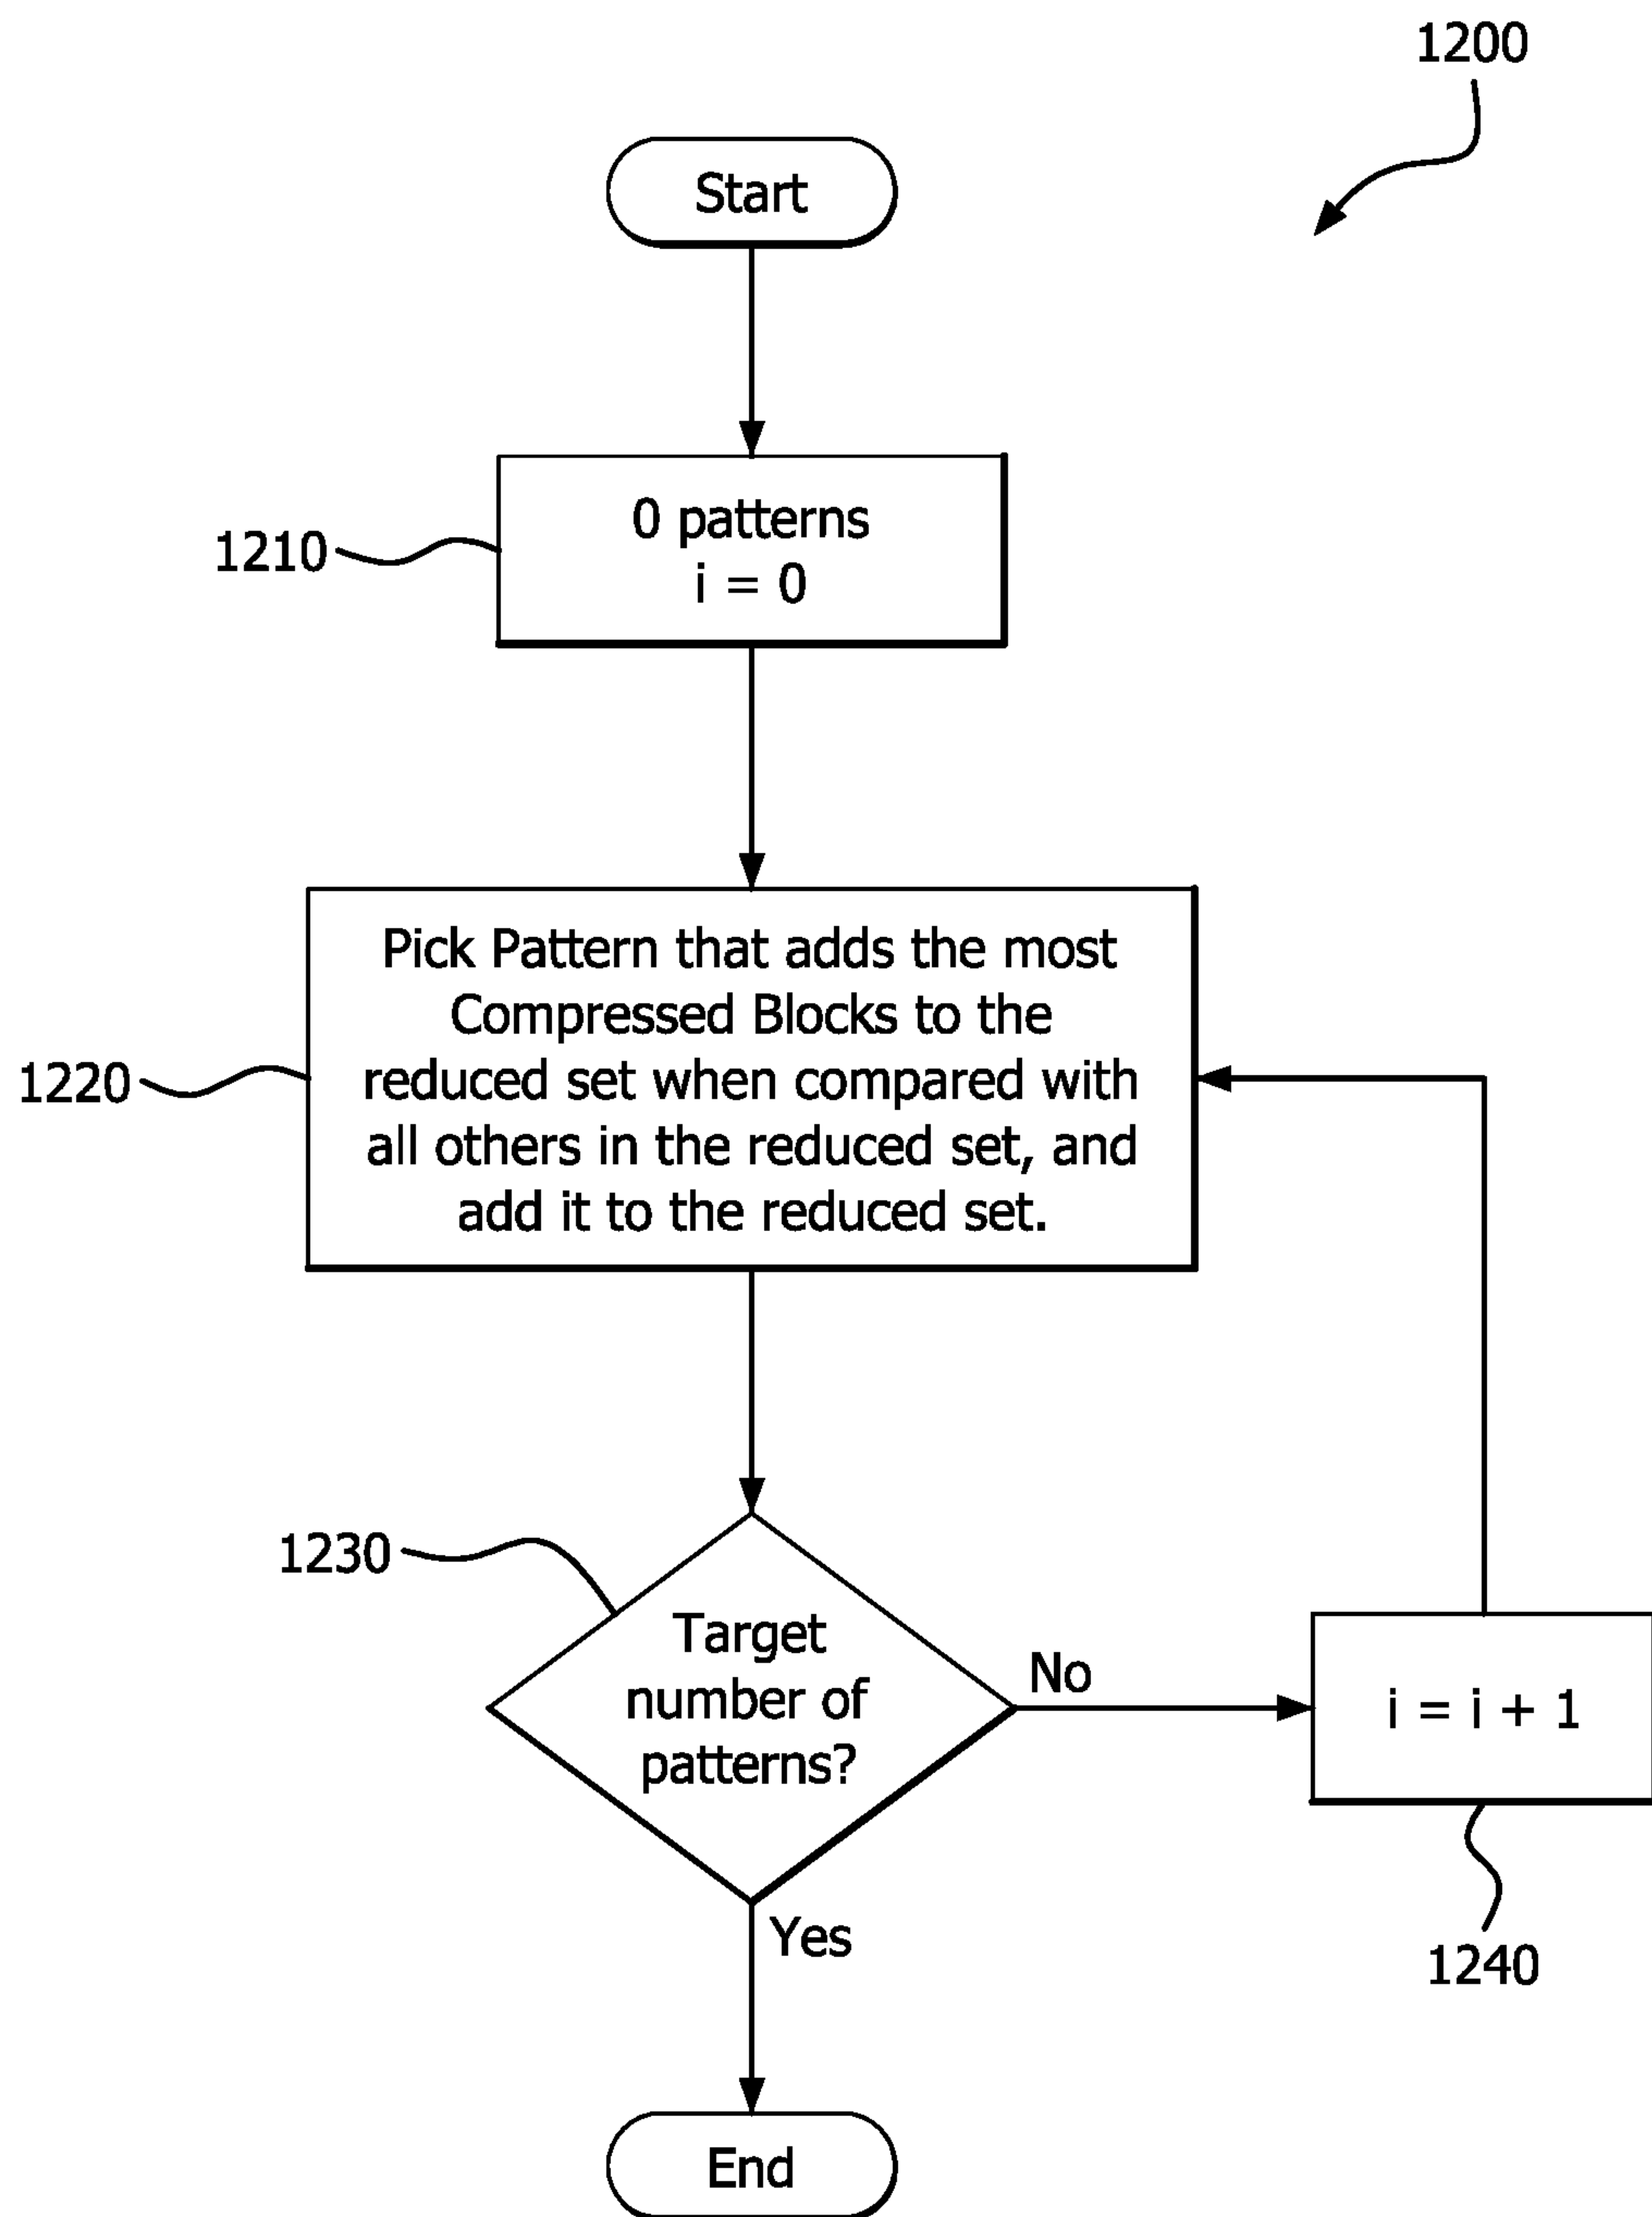 1200
Start
1210
0 patterns
i = 0
1220
Pick Pattern that adds the most
Compressed Blocks to the
reduced set when compared with
all others in the reduced set, and
add it to the reduced set.
1230
Target
number of
patterns?
No
i = i + 1
Yes
1240
End